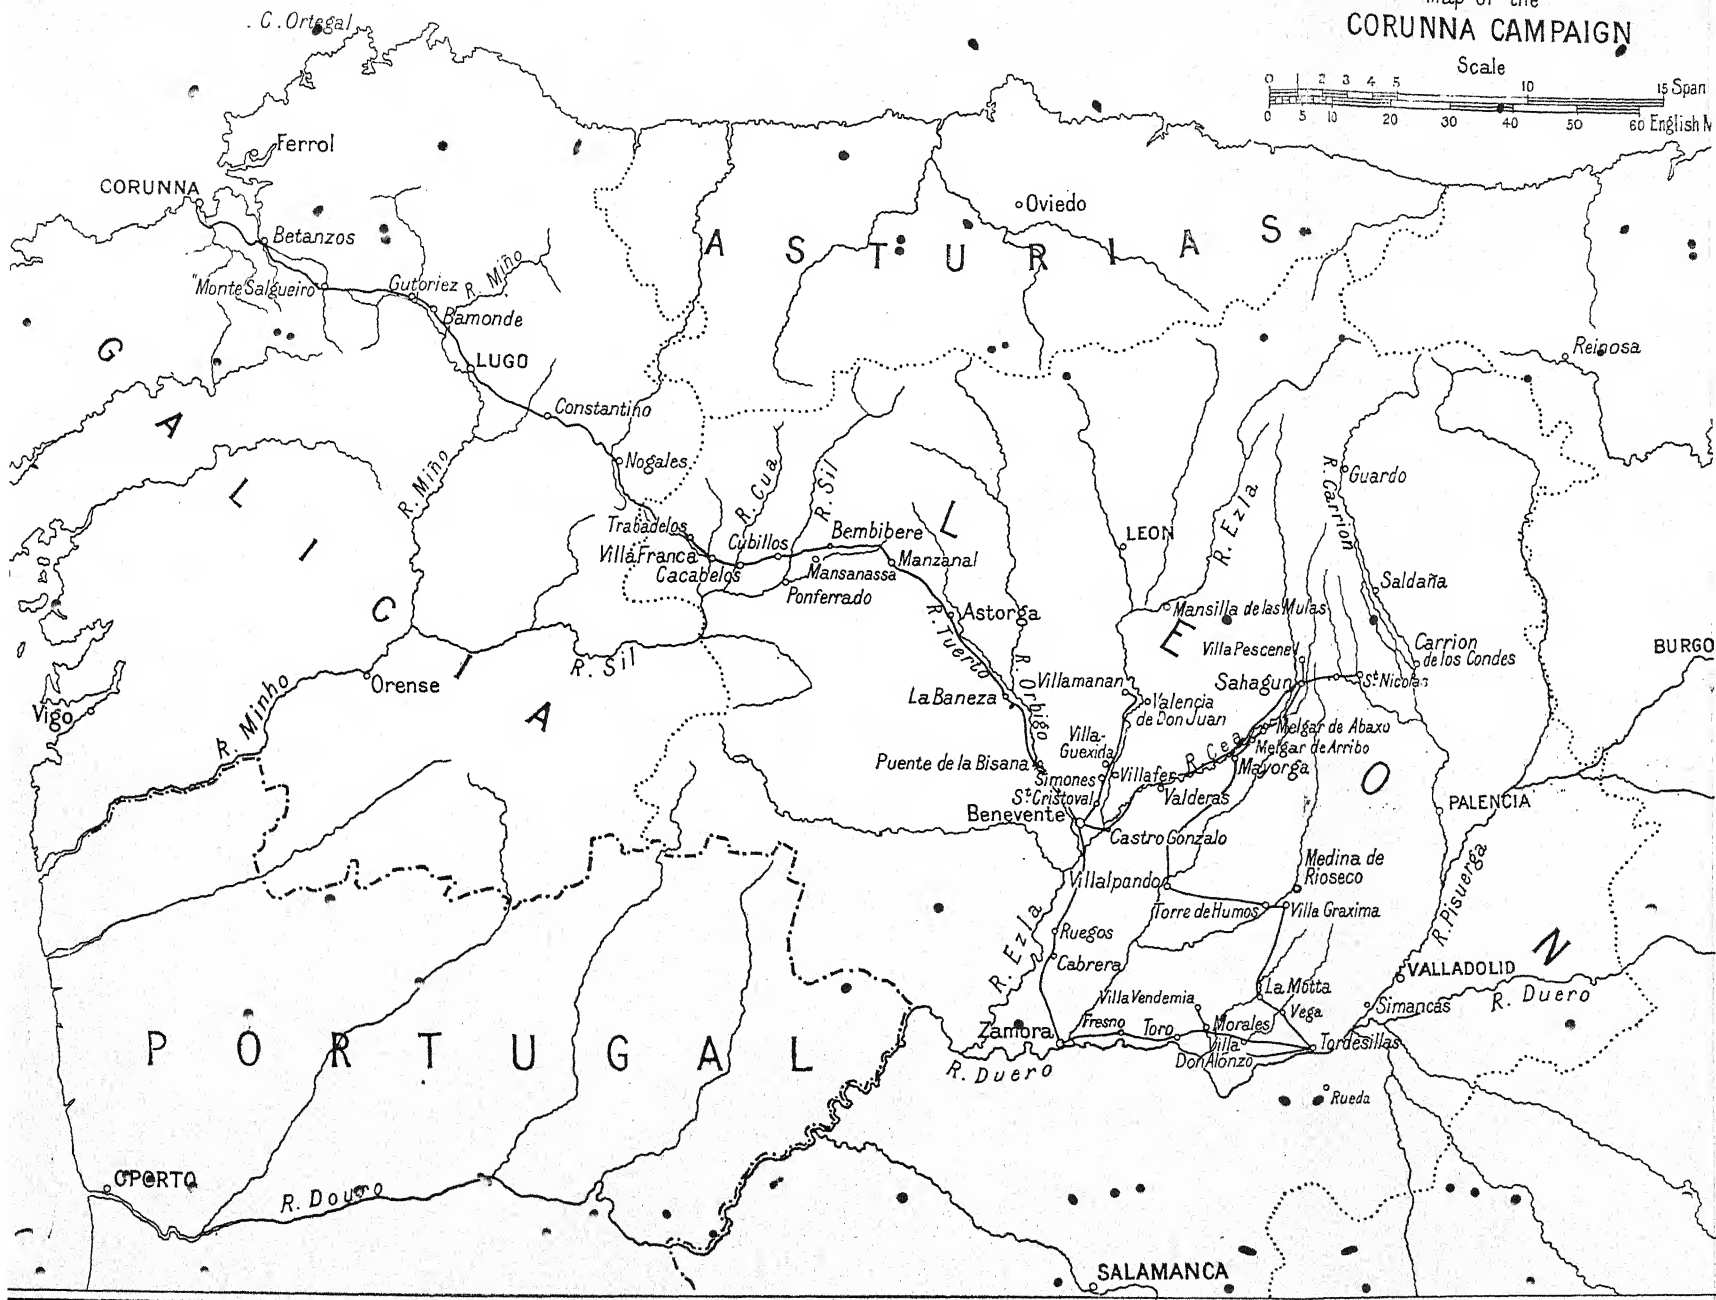 Map of the
CORUNNA CAMPAIGN
Scale
0 1 2 3 4 5 10 15 Span
0 5 10 20 30 40 50 60 English M
C. Ortegal
Ferrol
CORUNNA
Betanzos
Monte Salgueiro
Gutoriez
R. Miño
Bamonde
LUGO
Constantino
Nogales
R. Miño
Oviedo
ASTURIAS
Reinosa
GALICIA
R. Cua
R. Sil
Trabadelos
Villa Franca
Cacabelos
Cubillos
Bembibere
Mansanassa
Ponferrado
Manzanal
LEON
LEON
R. Ezla
R. Carrion
Guardo
Saldaña
Mansilla de las Mulas
Astorga
R. Tuerto
R. Orbigo
Villa Pescenel
Carrion
de los Condes
BURGO
Sahagun
St. Nicolas
R. Sil
Orense
Vigo
R. Minho
La Baneza
Villamanan
Valencia
de Don Juan
Melgar de Abaxo
Melgar de Arribo
Mayorga
R. Cea
Villa-
Guexida
Puente de la Bisana
Simones
Villafer
St. Cristoval
Valderas
Benevente
Castro Gonzalo
PALENCIA
Medina de
Rioseco
Villalpando
Torre de Humos
Villa Graxima
R. Pisuerga
R. Ezla
Ruegos
Cabrera
VALLADOLID
La Motta
Villa Vendemia
Vega
Simancas
R. Duero
Zamora
Fresno
Toro
Morales
Villa
Don Alonzo
Tordesillas
R. Duero
Rueda
PORTUGAL
OPORTO
R. Douro
SALAMANCA